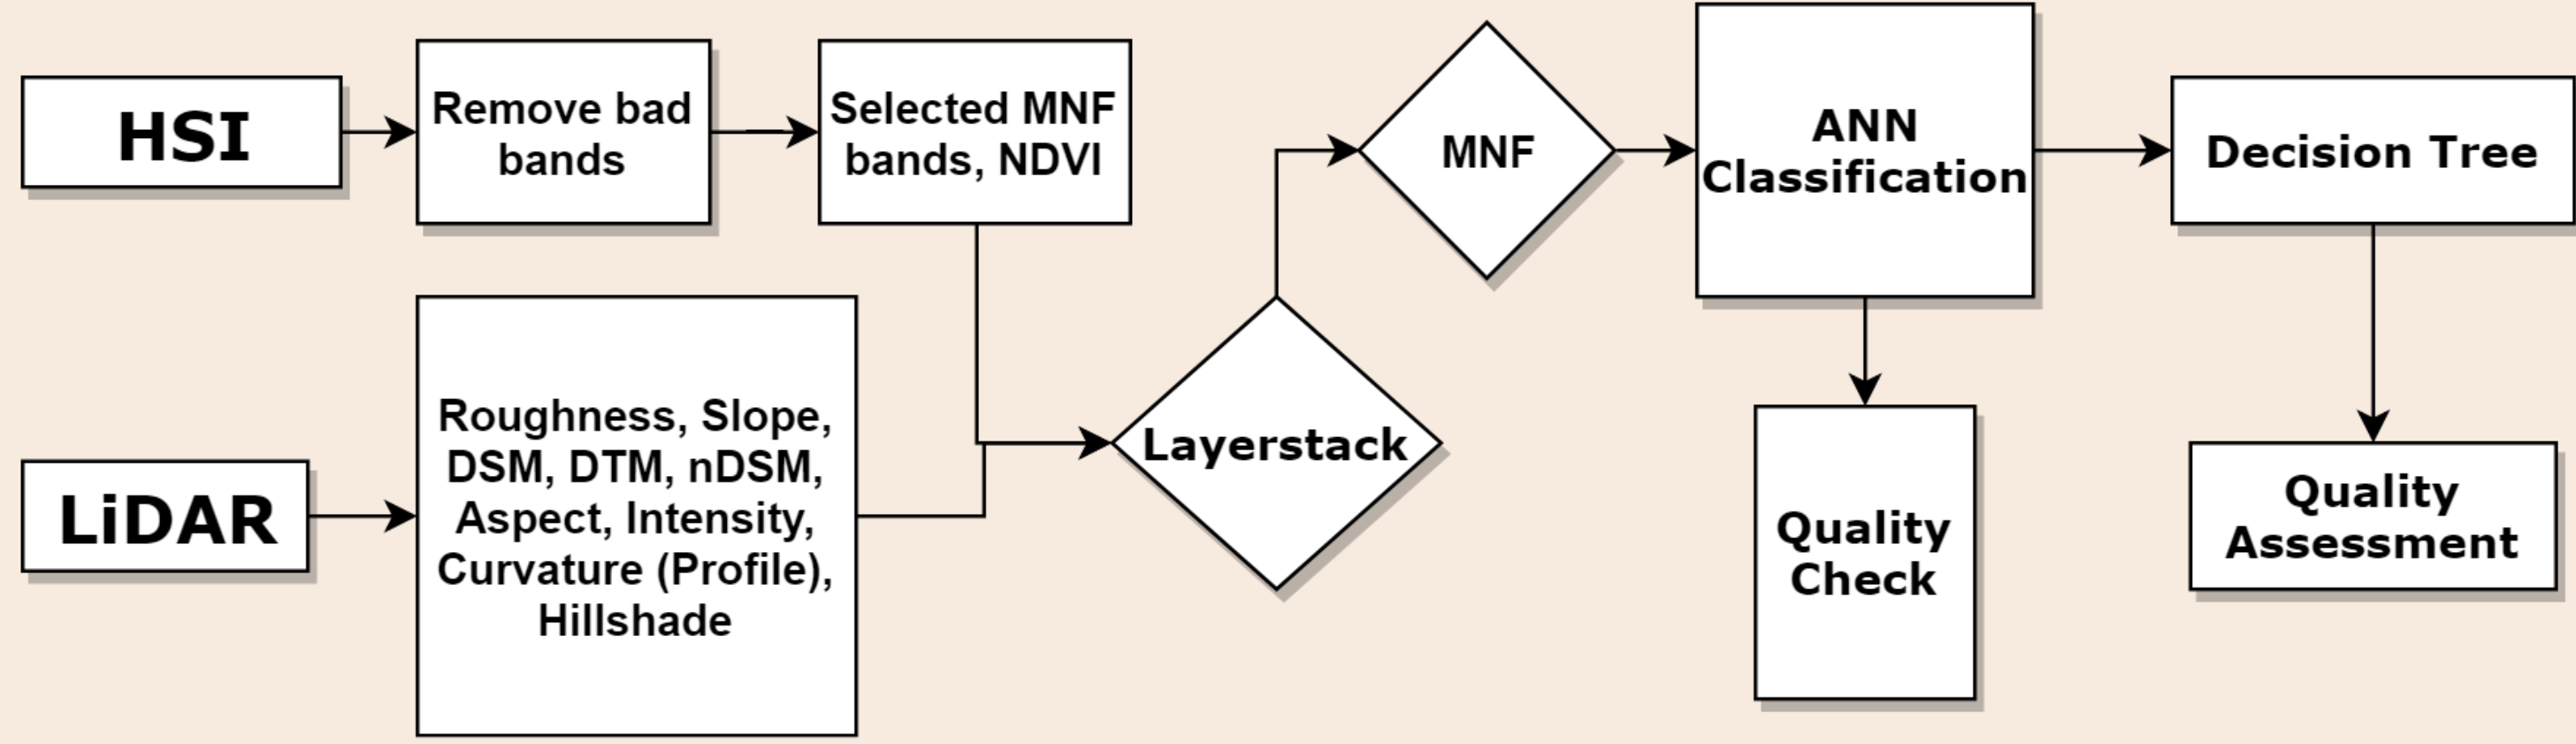 HSI
Remove bad
bands
Selected MNF
bands, NDVI
MNF
ANN
Classification
Decision Tree
LiDAR
Roughness, Slope,
DSM, DTM, nDSM,
Aspect, Intensity,
Curvature (Profile),
Hillshade
Layerstack
Quality
Check
Quality
Assessment